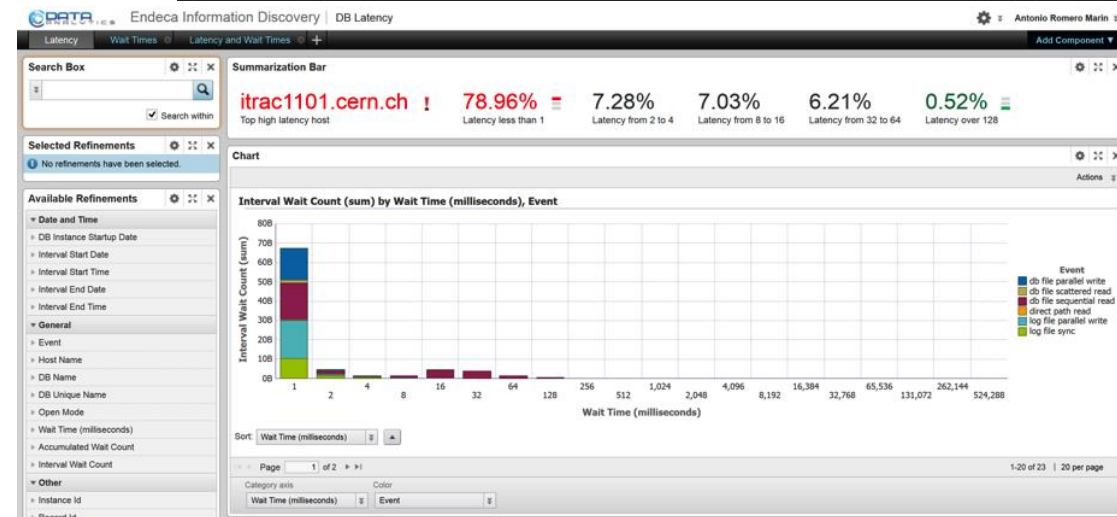 DATA ANALYTICS Endeca Information Discovery | DB Latency
Antonio Romero Marin
Latency Wait Times Latency and Wait Times + Add Component
Search Box
Search within
Selected Refinements
No refinements have been selected.
Available Refinements
Date and Time
DB Instance Startup Date
Interval Start Date
Interval Start Time
Interval End Date
Interval End Time
General
Event
Host Name
DB Name
DB Unique Name
Open Mode
Wait Time (milliseconds)
Accumulated Wait Count
Interval Wait Count
Other
Instance Id
Record Id
Summarization Bar
itrac1101.cern.ch ! 78.96% 7.28% 7.03% 6.21% 0.52%
Top high latency host Latency less than 1 Latency from 2 to 4 Latency from 8 to 16 Latency from 32 to 64 Latency over 128
Chart
Actions
Interval Wait Count (sum) by Wait Time (milliseconds), Event
Interval Wait Count (sum)
80B
70B
60B
50B
40B
30B
20B
10B
0B
1 4 16 64 256 1,024 4,096 16,384 65,536 262,144
2 8 32 128 512 2,048 8,192 32,768 131,072 524,288
Wait Time (milliseconds)
Event
db file parallel write
db file scattered read
db file sequential read
direct path read
log file parallel write
log file sync
Sort: Wait Time (milliseconds)
Page 1 of 2
1-20 of 23 | 20 per page
Category axis Color
Wait Time (milliseconds) Event